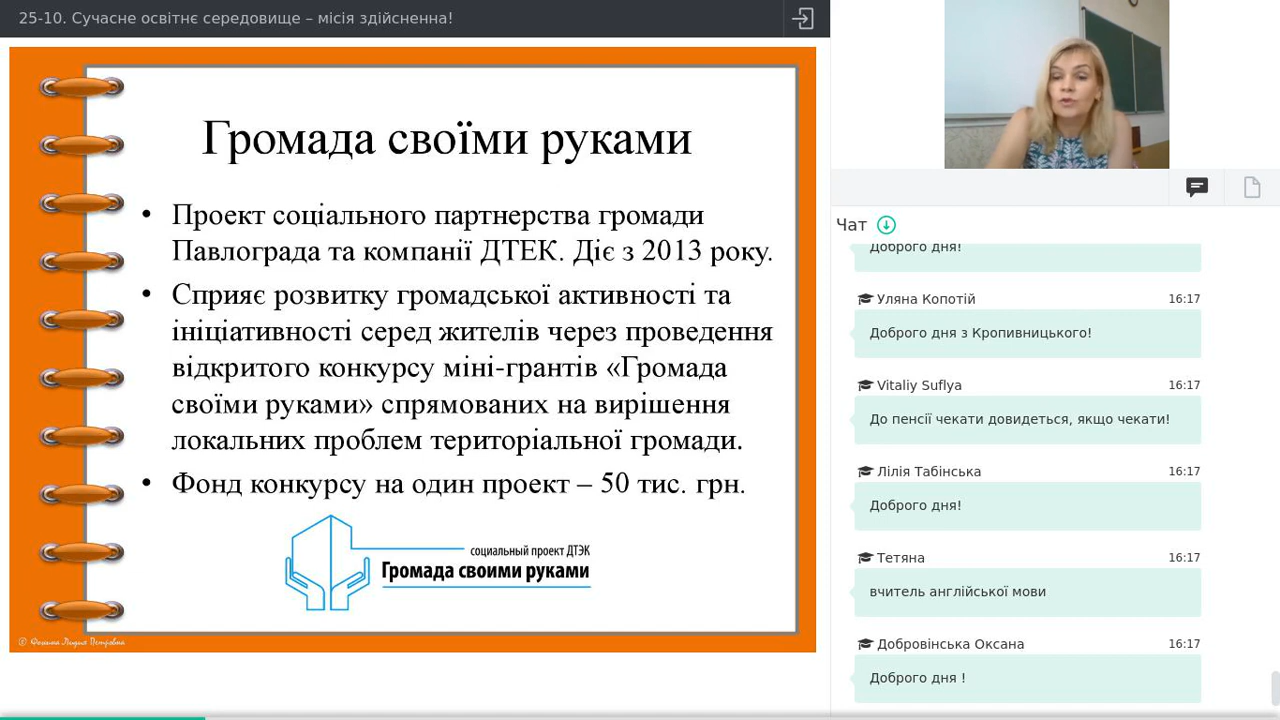 25-10. Сучасне освітнє середовище – місія здійсненна!
Громада своїми руками
• Проект соціального партнерства громади
Павлограда та компанії ДТЕК. Діє з 2013 року.
• Сприяє розвитку громадської активності та
ініціативності серед жителів через проведення
відкритого конкурсу міні-грантів «Громада
своїми руками» спрямованих на вирішення
локальних проблем територіальної громади.
• Фонд конкурсу на один проект – 50 тис. грн.
социальный проект ДТЭК
Громада своими руками
© Фокина Лидия Петровна
Чат
Доброго дня!
Уляна Копотій 16:17
Доброго дня з Кропивницького!
Vitaliy Suflya 16:17
До пенсії чекати довидеться, якщо чекати!
Лілія Табінська 16:17
Доброго дня!
Тетяна 16:17
вчитель англійської мови
Добровінська Оксана 16:17
Доброго дня !